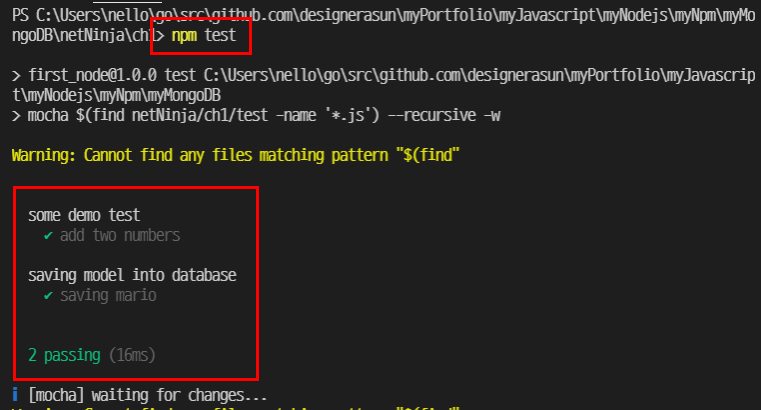 PS C:\Users\nello\go\src\github.com\designerasun\myPortfolio\myJavascript\myNodejs\myNpm\myMo
ngoDB\netNinja\ch1> npm test
> first_node@1.0.0 test C:\Users\nello\go\src\github.com\designerasun\myPortfolio\myJavascrip
t\myNodejs\myNpm\myMongoDB
> mocha $(find netNinja/ch1/test -name '*.js') --recursive -w
Warning: Cannot find any files matching pattern "$(find"
some demo test
✔ add two numbers
saving model into database
✔ saving mario
2 passing (16ms)
i [mocha] waiting for changes...